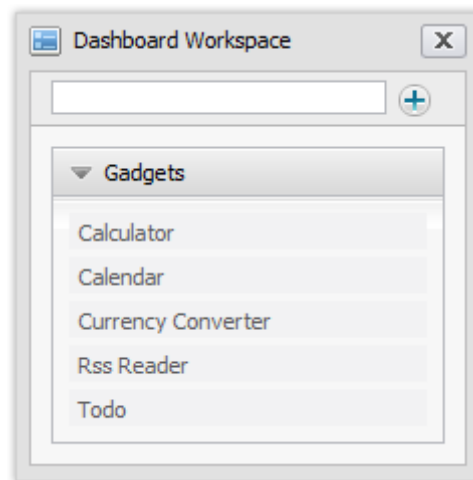 Dashboard Workspace
Gadgets
Calculator
Calendar
Currency Converter
Rss Reader
Todo